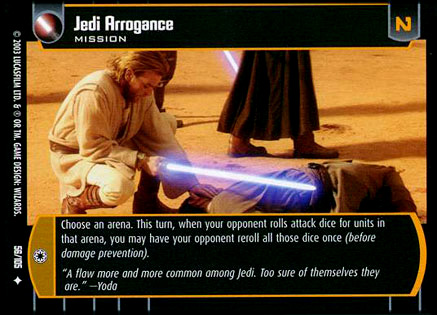 Jedi Arrogance
MISSION
N
Choose an arena. This turn, when your opponent rolls attack dice for units in
that arena, you may have your opponent reroll all those dice once (before
damage prevention).
"A flaw more and more common among Jedi. Too sure of themselves they
are." —Yoda
© 2003 LUCASFILM LTD. & ® OR TM. GAME DESIGN: WIZARDS.
56/105